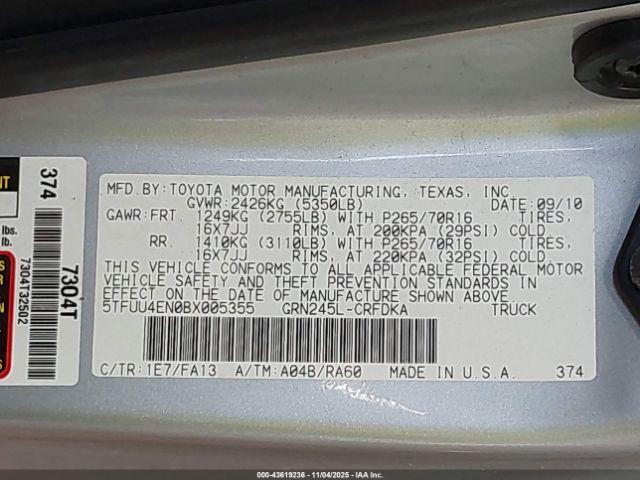 NT
lbs.
lb.
374
7304T
7304T32502
MFD. BY: TOYOTA MOTOR MANUFACTURING, TEXAS, INC.
GVWR: 2426KG (5350LB) DATE: 09/10
GAWR: FRT. 1249KG (2755LB) WITH P265/70R16 TIRES,
16X7JJ RIMS, AT 200KPA (29PSI) COLD
RR. 1410KG (3110LB) WITH P265/70R16 TIRES,
16X7JJ RIMS, AT 220KPA (32PSI) COLD
THIS VEHICLE CONFORMS TO ALL APPLICABLE FEDERAL MOTOR
VEHICLE SAFETY AND THEFT PREVENTION STANDARDS IN
EFFECT ON THE DATE OF MANUFACTURE SHOWN ABOVE
5TFUU4EN0BX005355 GRN245L-CRFDKA TRUCK
C/TR: 1E7/FA13 A/TM: A04B/RA60 MADE IN U.S.A. 374
000-43619236 - 11/04/2025 - IAAI, Inc.